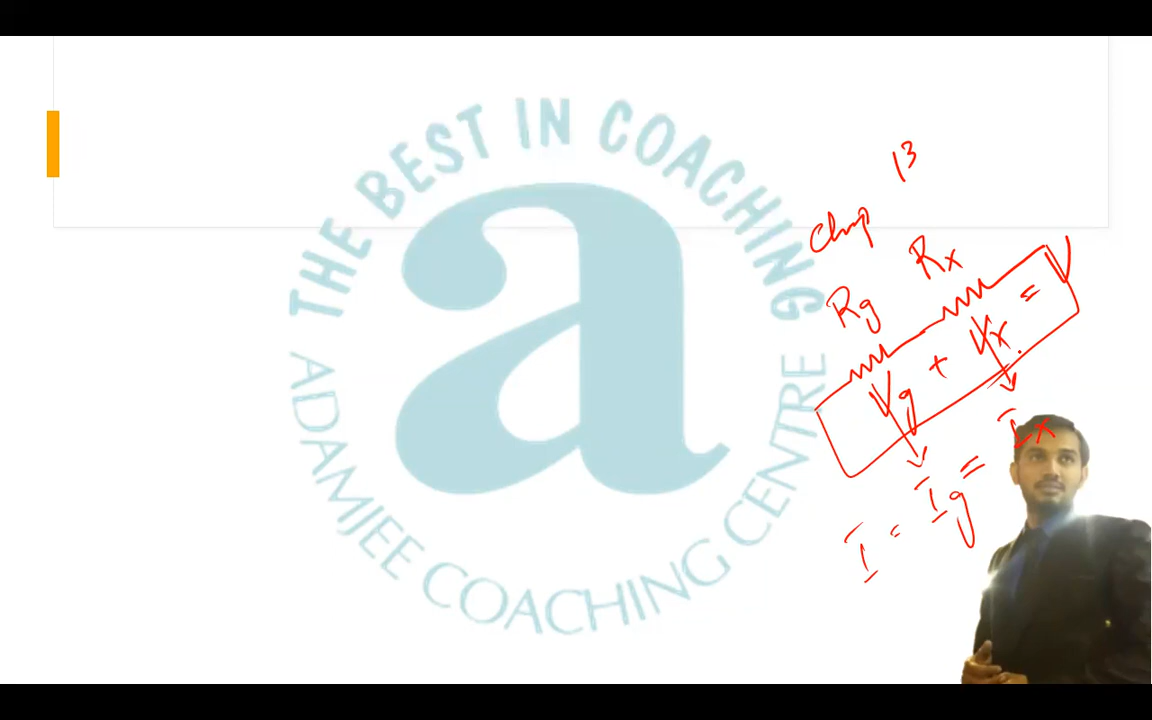 THE BEST IN COACHING
a
ADAMJEE COACHING CENTRE
Chap 13
Rg Rx
Vg + Vx = V
I = Ig = Ix